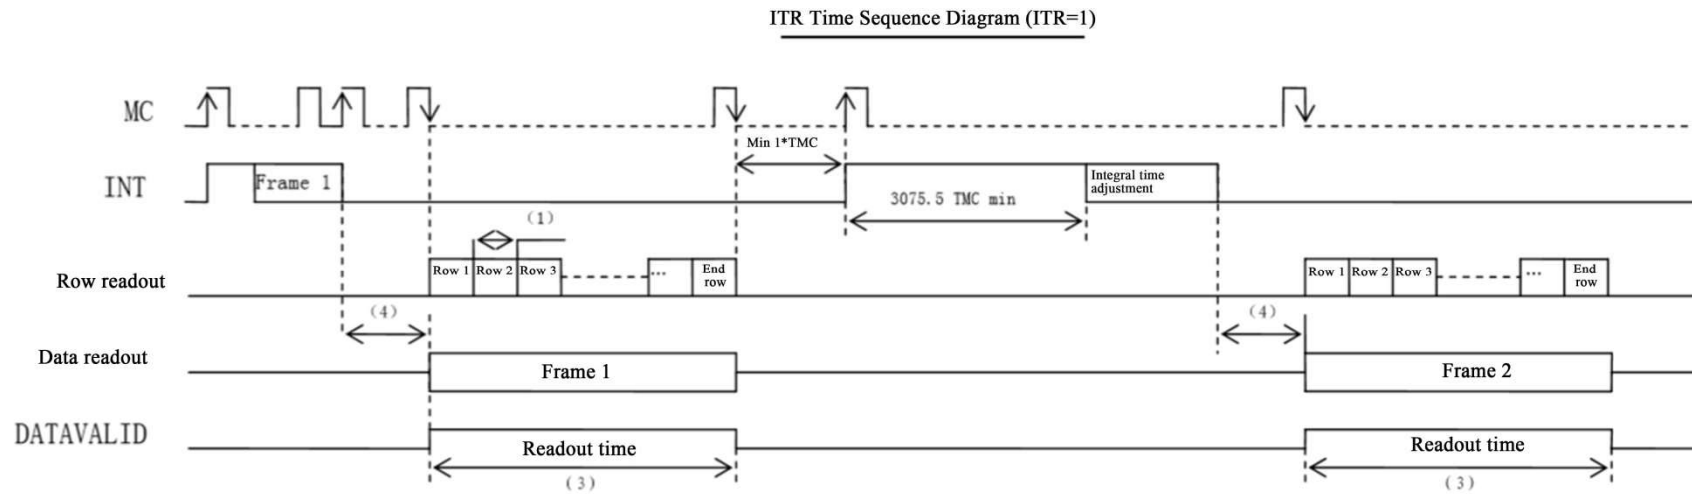 ITR Time Sequence Diagram (ITR=1)
MC
Min 1*TMC
INT
Frame 1
3075.5 TMC min
Integral time
adjustment
(1)
Row readout
Row 1 Row 2 Row 3 ... End
row
Row 1 Row 2 Row 3 ... End
row
(4)
(4)
Data readout
Frame 1
Frame 2
DATAVALID
Readout time
Readout time
(3)
(3)